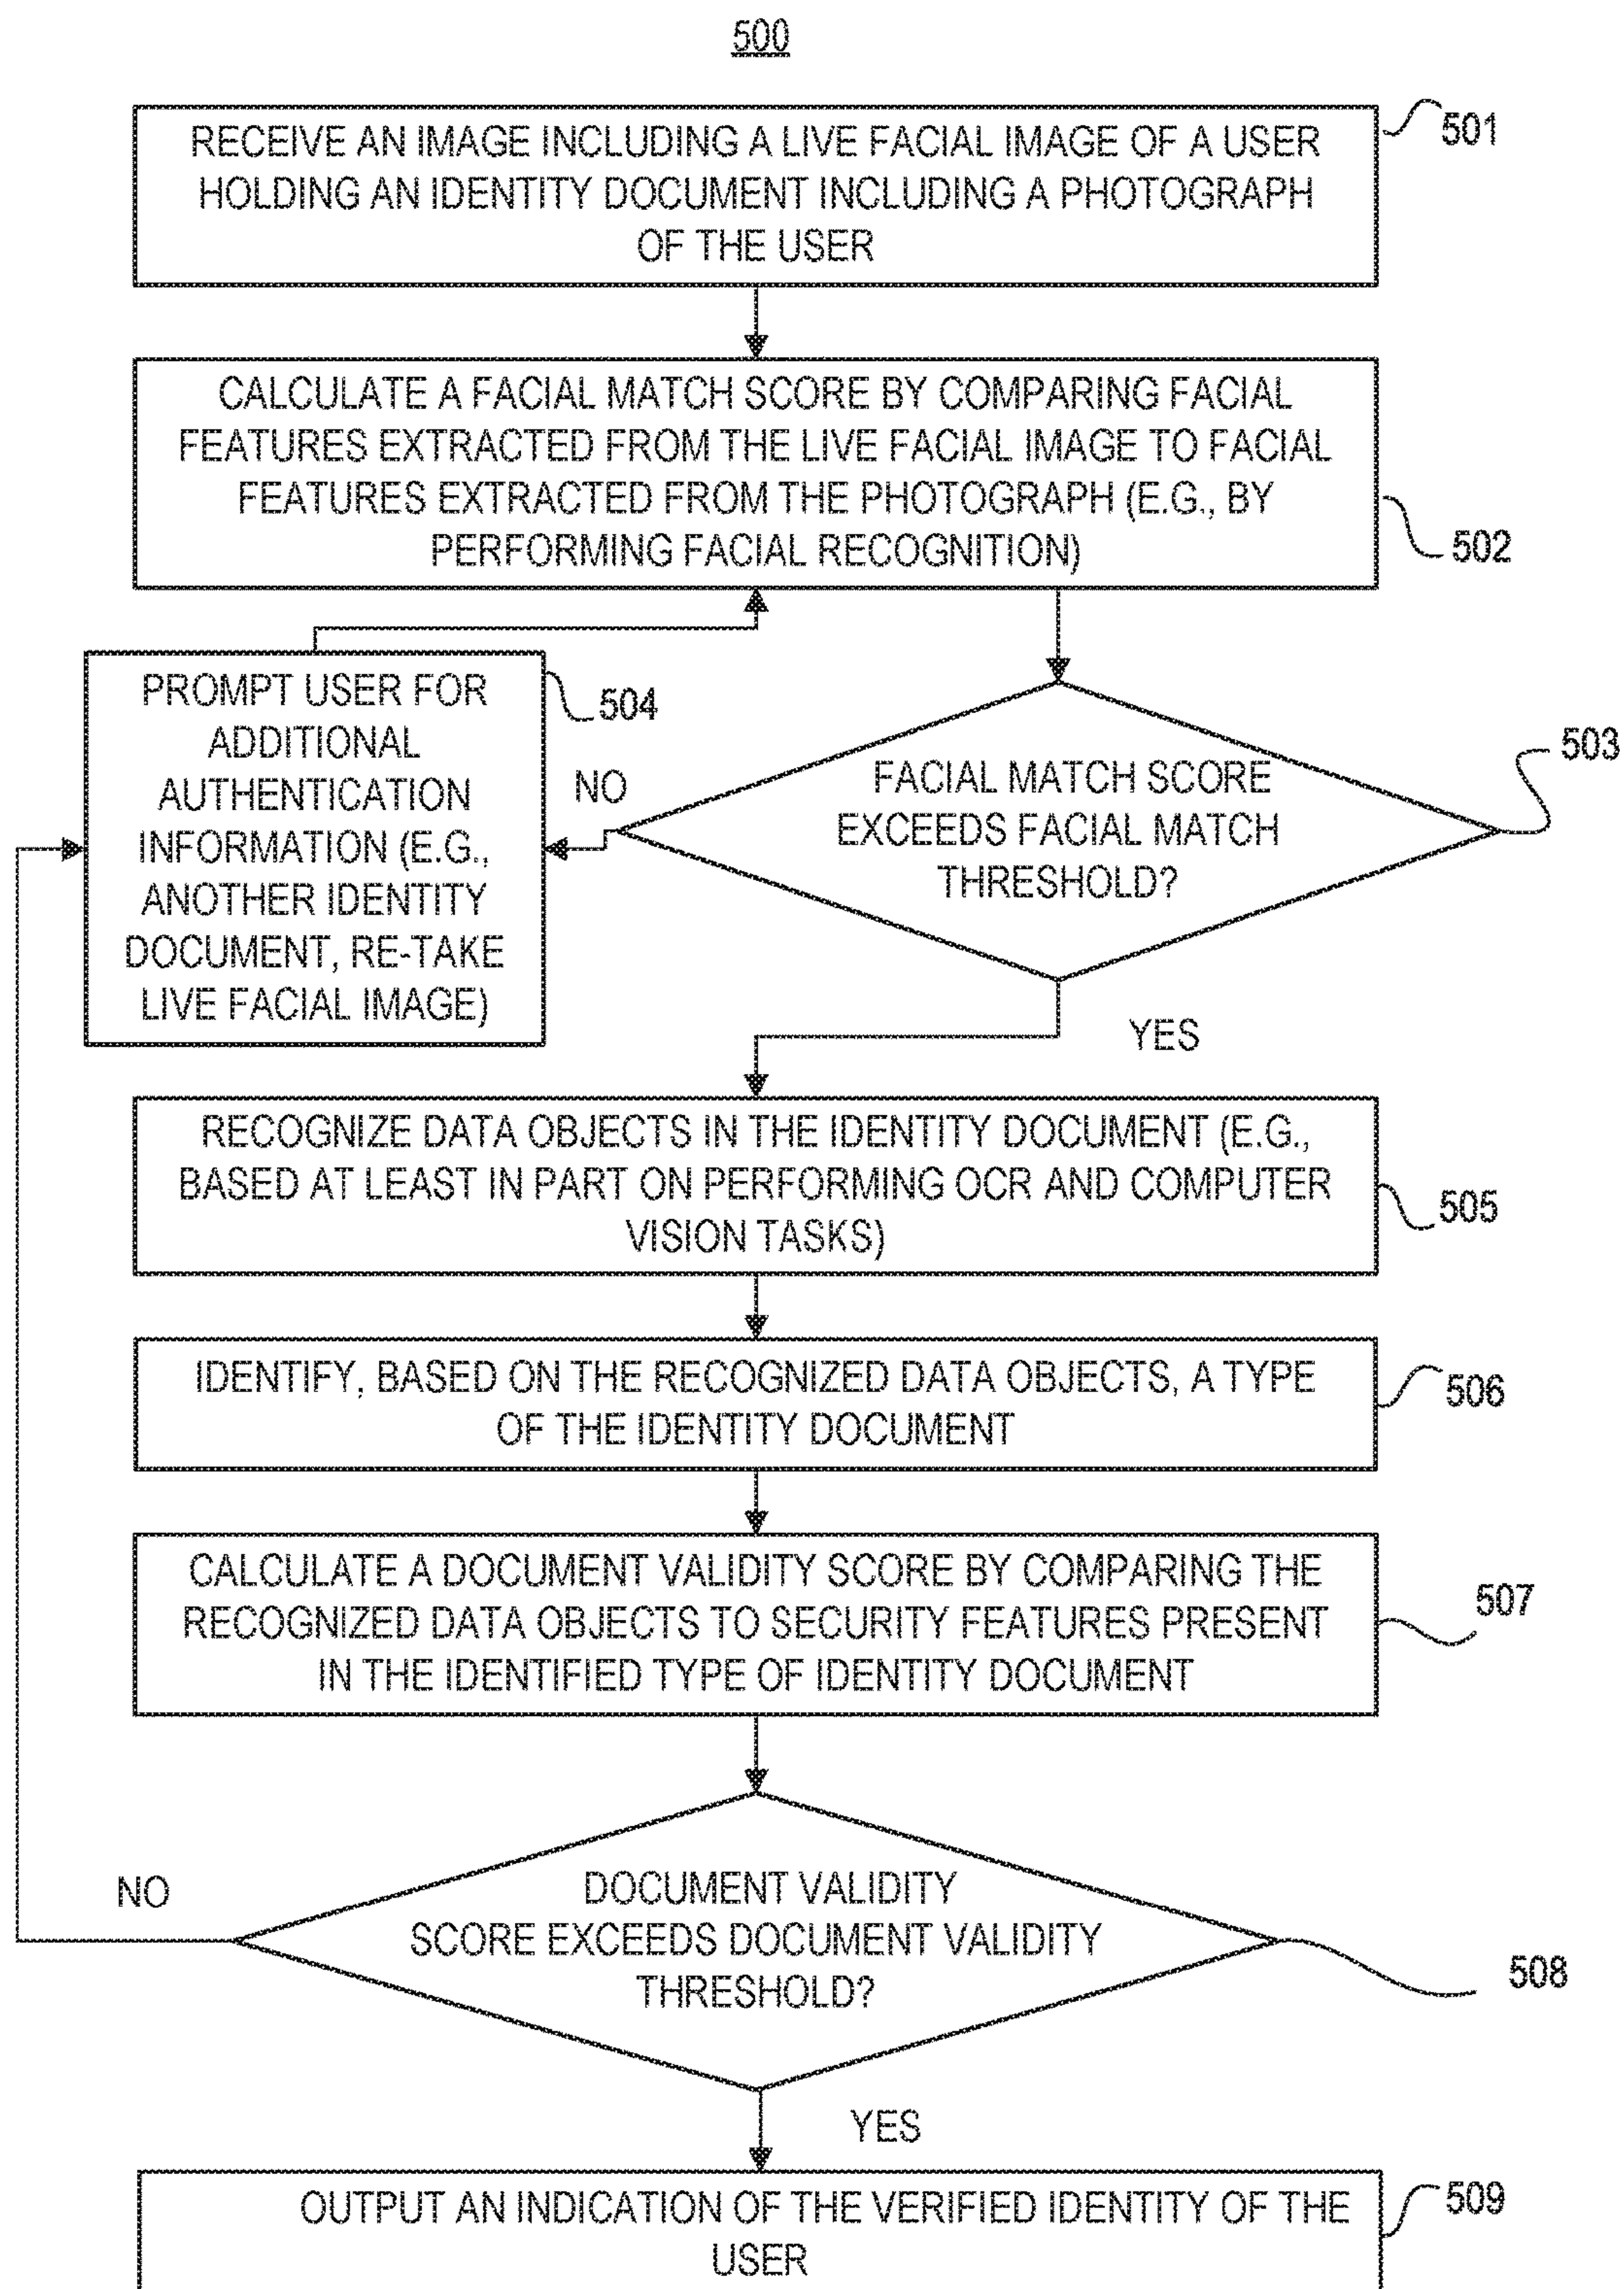 500
RECEIVE AN IMAGE INCLUDING A LIVE FACIAL IMAGE OF A USER
HOLDING AN IDENTITY DOCUMENT INCLUDING A PHOTOGRAPH
OF THE USER
501
CALCULATE A FACIAL MATCH SCORE BY COMPARING FACIAL
FEATURES EXTRACTED FROM THE LIVE FACIAL IMAGE TO FACIAL
FEATURES EXTRACTED FROM THE PHOTOGRAPH (E.G., BY
PERFORMING FACIAL RECOGNITION)
502
FACIAL MATCH SCORE
EXCEEDS FACIAL MATCH
THRESHOLD?
503
NO
PROMPT USER FOR
ADDITIONAL
AUTHENTICATION
INFORMATION (E.G.,
ANOTHER IDENTITY
DOCUMENT, RE-TAKE
LIVE FACIAL IMAGE)
504
YES
RECOGNIZE DATA OBJECTS IN THE IDENTITY DOCUMENT (E.G.,
BASED AT LEAST IN PART ON PERFORMING OCR AND COMPUTER
VISION TASKS)
505
IDENTIFY, BASED ON THE RECOGNIZED DATA OBJECTS, A TYPE
OF THE IDENTITY DOCUMENT
506
CALCULATE A DOCUMENT VALIDITY SCORE BY COMPARING THE
RECOGNIZED DATA OBJECTS TO SECURITY FEATURES PRESENT
IN THE IDENTIFIED TYPE OF IDENTITY DOCUMENT
507
DOCUMENT VALIDITY
SCORE EXCEEDS DOCUMENT VALIDITY
THRESHOLD?
508
NO
YES
OUTPUT AN INDICATION OF THE VERIFIED IDENTITY OF THE
USER
509